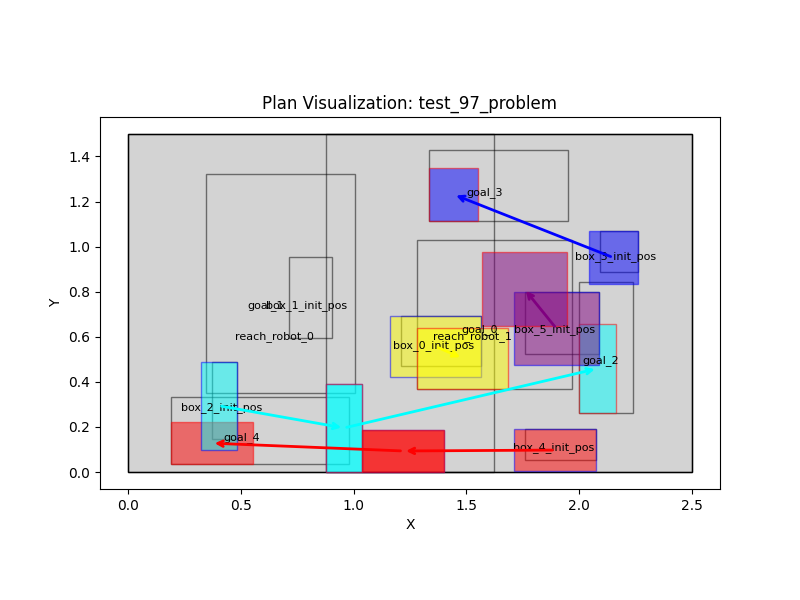 Plan Visualization: test_97_problem
Y
1.4
1.2
1.0
0.8
0.6
0.4
0.2
0.0
goal_3
box_3_init_pos
goal_1
box_1_init_pos
reach_robot_0
goal_0
reach_robot_1
box_5_init_pos
box_0_init_pos
goal_2
box_2_init_pos
goal_4
box_4_init_pos
0.0
0.5
1.0
1.5
2.0
2.5
X